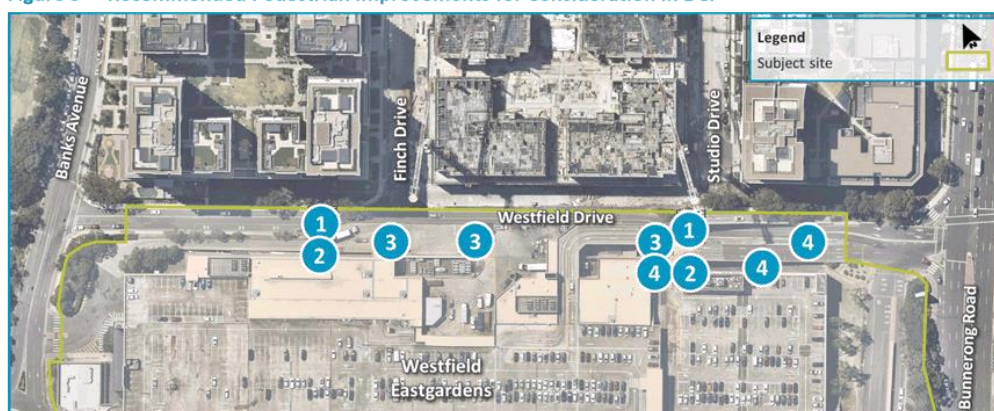 Figure Recommended Pedestrian Improvements for Consideration in DCP
Legend
Subject site
Banks Avenue
Finch Drive
Studio Drive
Westfield Drive
1
2
3
3
3
4
1
2
4
4
Westfield
Eastgardens
Bunnerong Road